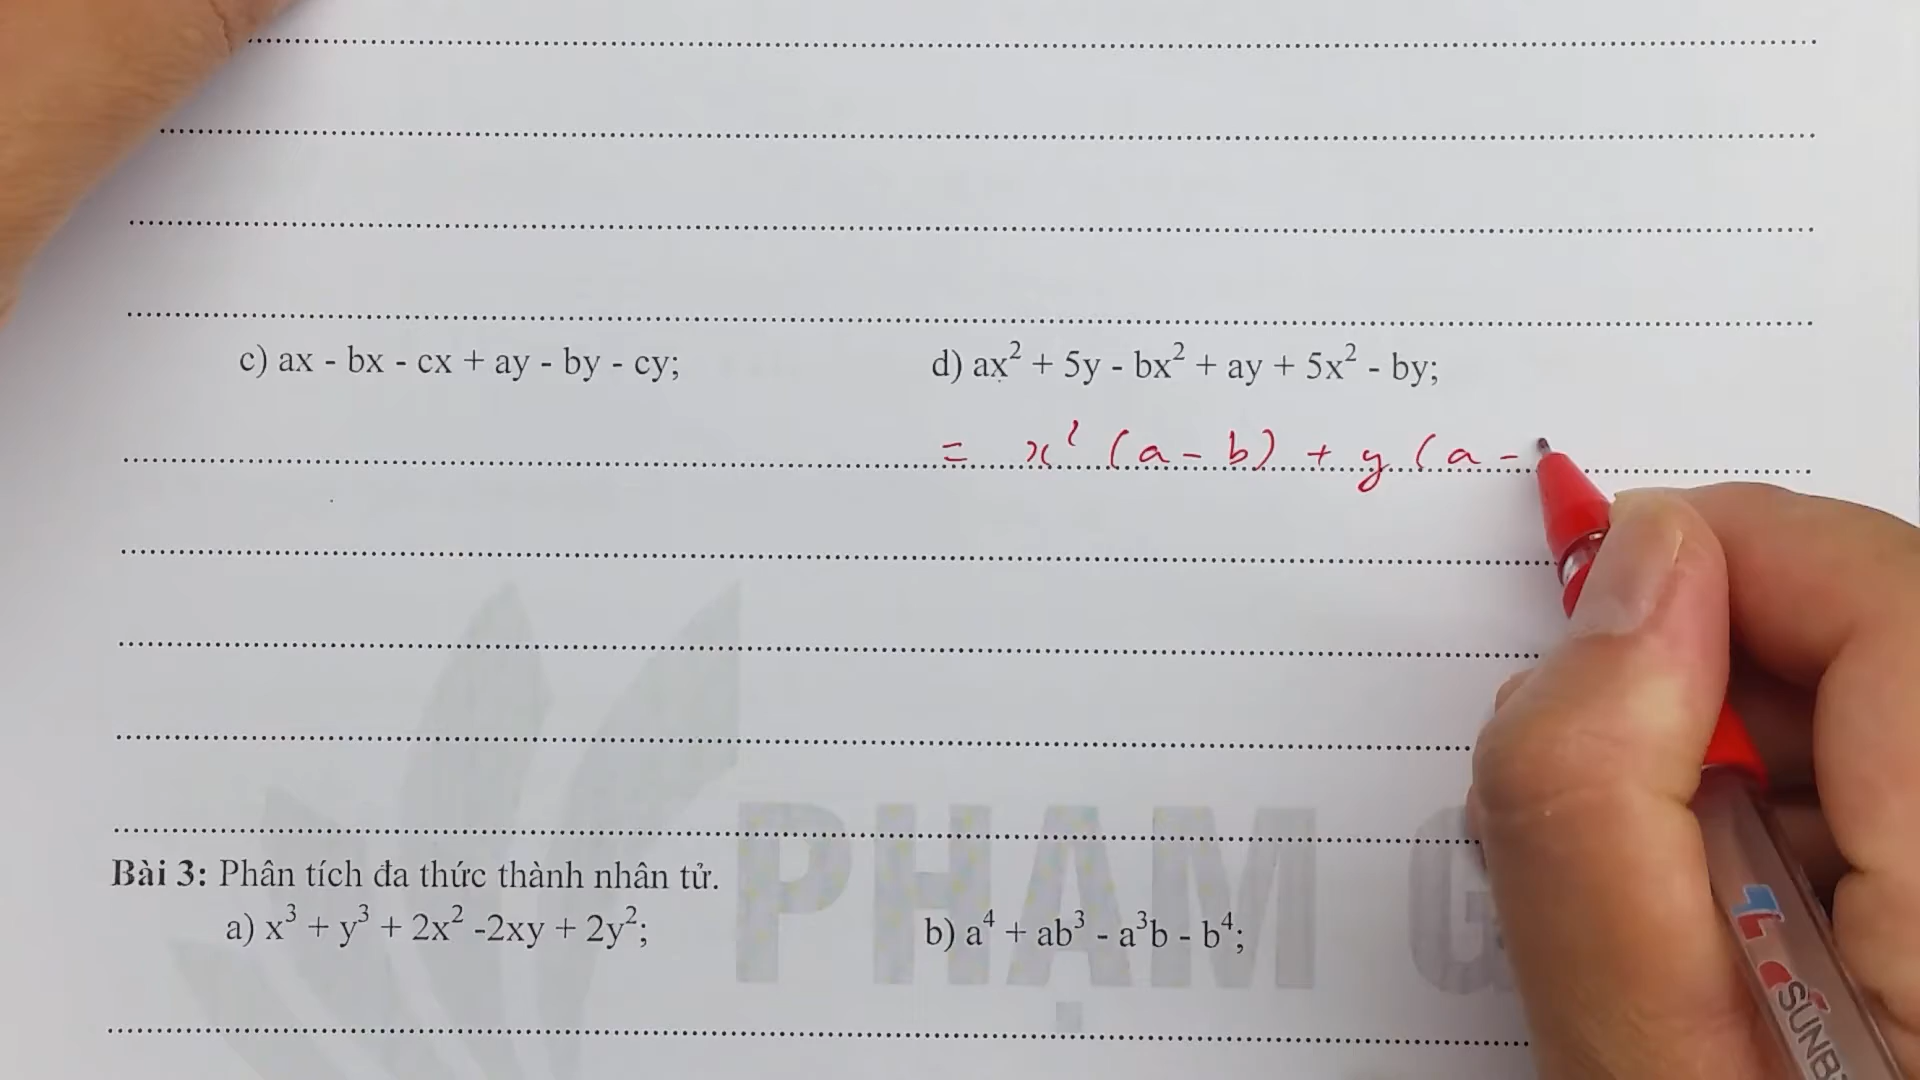 c) ax - bx - cx + ay - by - cy;
d) ax² + 5y - bx² + ay + 5x² - by;
= x² (a - b) + y (a -
Bài 3: Phân tích đa thức thành nhân tử.
a) x³ + y³ + 2x² -2xy + 2y²;
b) a⁴ + ab³ - a³b - b⁴;
PHẠM G